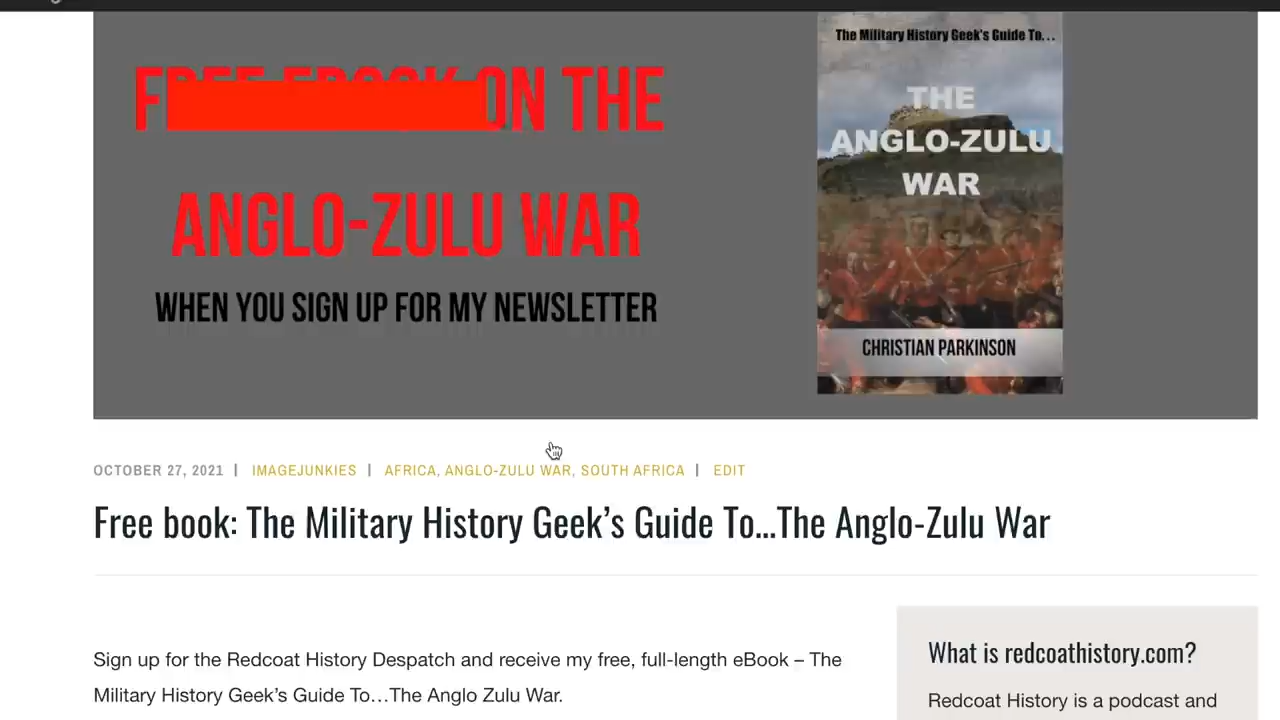 ON THE
ANGLO-ZULU WAR
WHEN YOU SIGN UP FOR MY NEWSLETTER
The Military History Geek's Guide To...
THE
ANGLO-ZULU
WAR
CHRISTIAN PARKINSON
OCTOBER 27, 2021 | IMAGEJUNKIES | AFRICA, ANGLO-ZULU WAR, SOUTH AFRICA | EDIT
Free book: The Military History Geek’s Guide To…The Anglo-Zulu War
Sign up for the Redcoat History Despatch and receive my free, full-length eBook – The
Military History Geek’s Guide To…The Anglo Zulu War.
What is redcoathistory.com?
Redcoat History is a podcast and